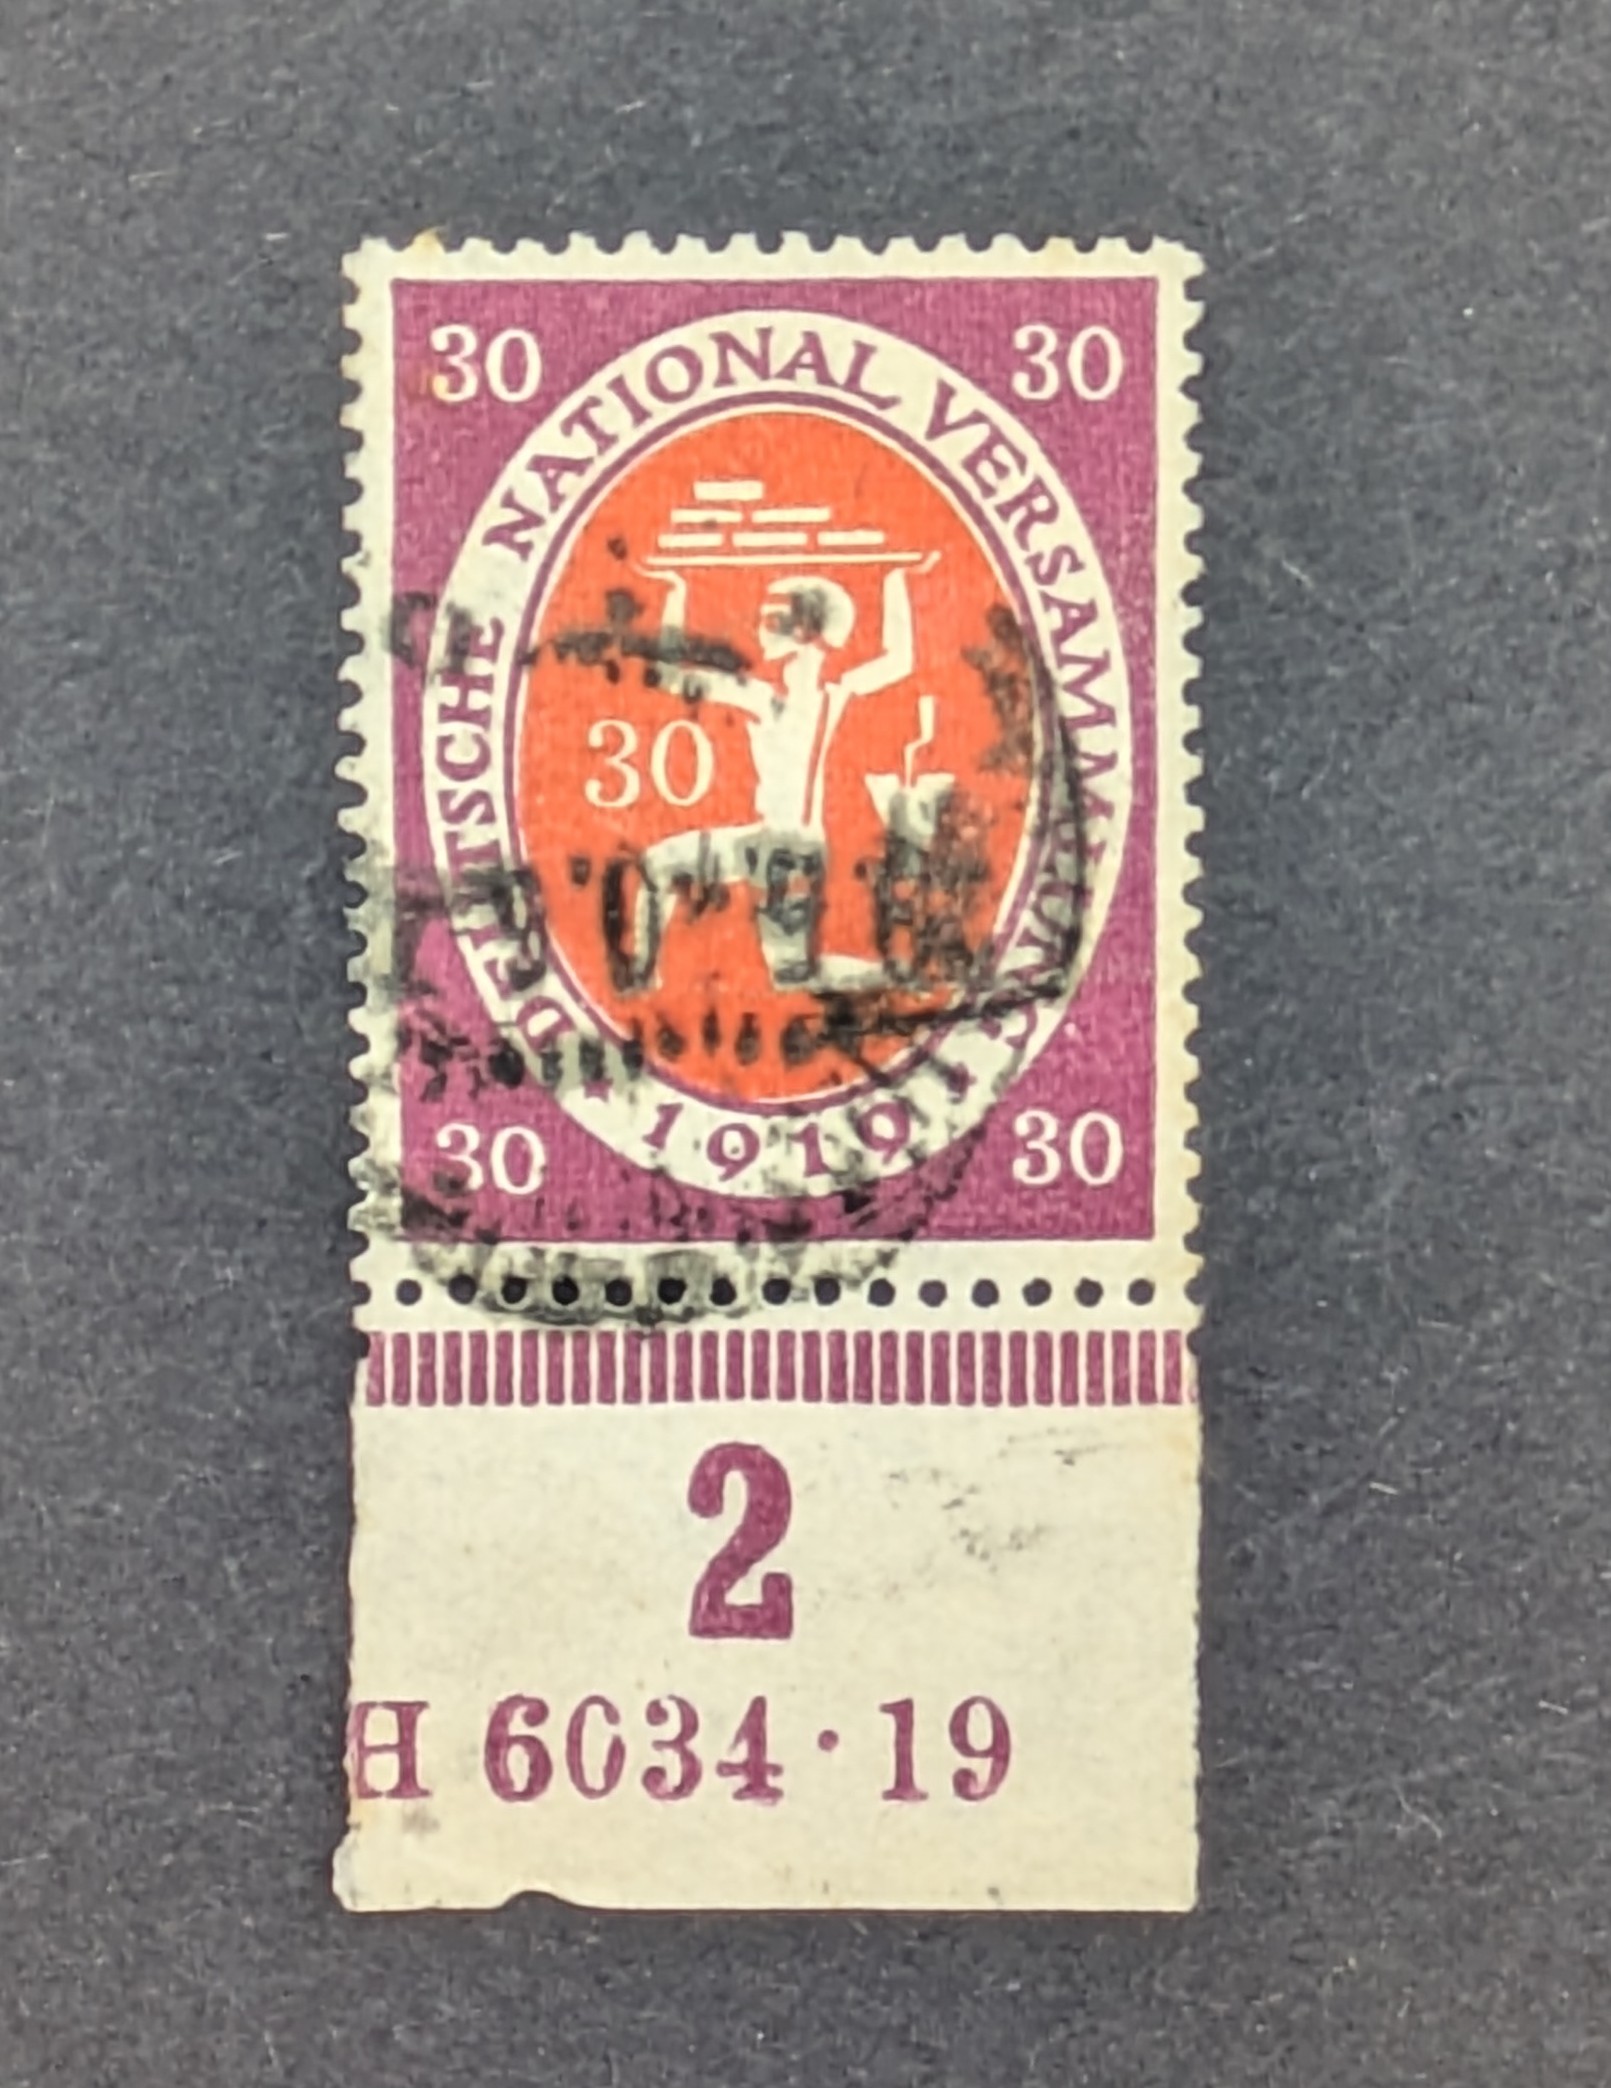 30 30
DEUTSCHE NATIONAL VERSAMMLUNG
30
1919
30 30
2
H 6034·19